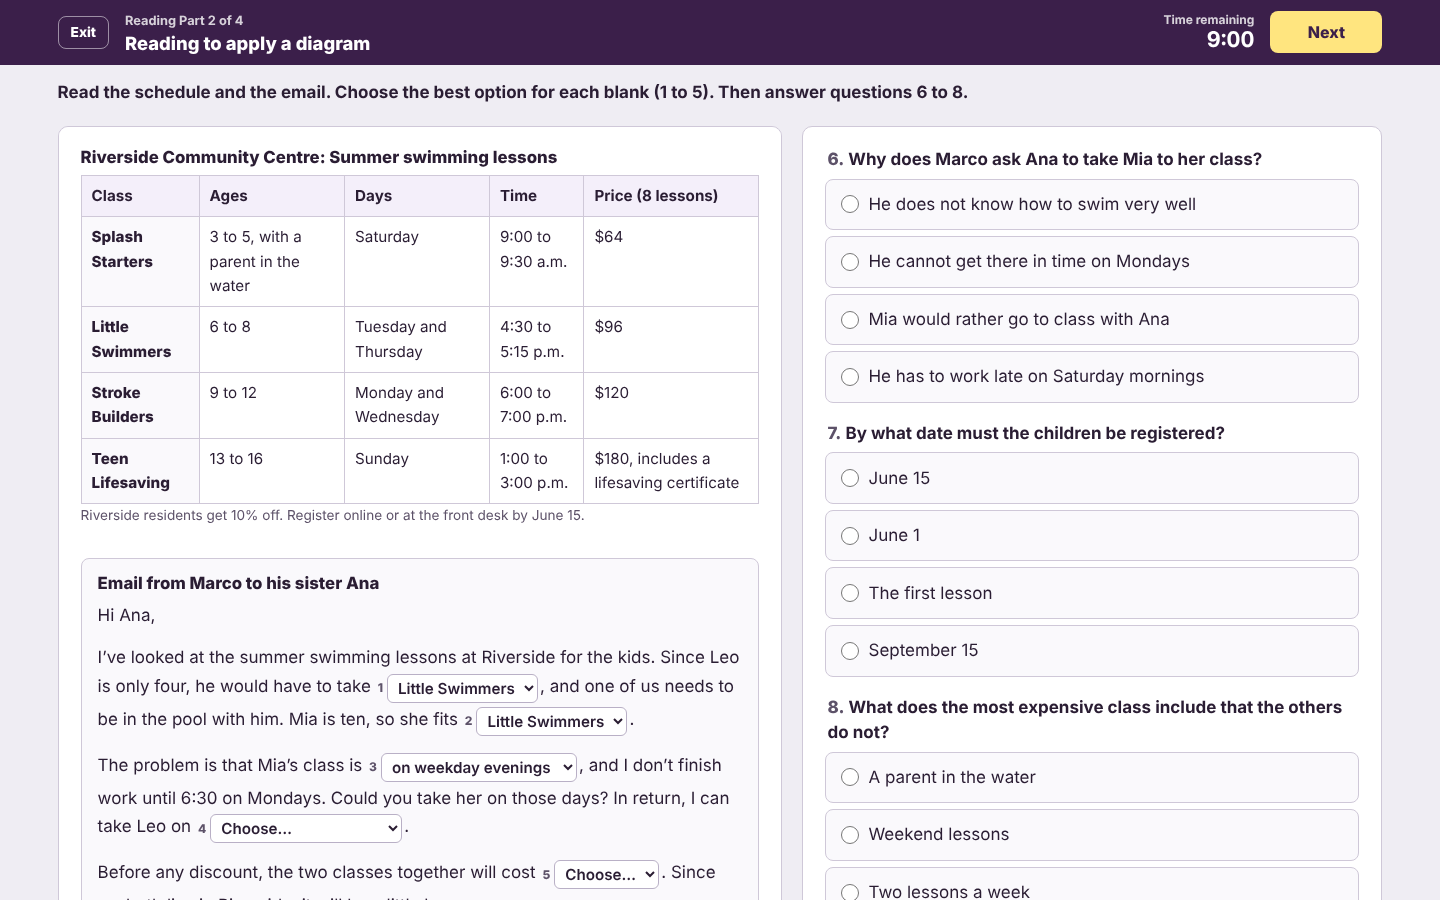 Exit
Reading Part 2 of 4
Reading to apply a diagram
Time remaining
9:00
Next
Read the schedule and the email. Choose the best option for each blank (1 to 5). Then answer questions 6 to 8.
Riverside Community Centre: Summer swimming lessons
Class Ages Days Time Price (8 lessons)
Splash Starters 3 to 5, with a parent in the water Saturday 9:00 to 9:30 a.m. $64
Little Swimmers 6 to 8 Tuesday and Thursday 4:30 to 5:15 p.m. $96
Stroke Builders 9 to 12 Monday and Wednesday 6:00 to 7:00 p.m. $120
Teen Lifesaving 13 to 16 Sunday 1:00 to 3:00 p.m. $180, includes a lifesaving certificate
Riverside residents get 10% off. Register online or at the front desk by June 15.
Email from Marco to his sister Ana
Hi Ana,
I’ve looked at the summer swimming lessons at Riverside for the kids. Since Leo
is only four, he would have to take 1 Little Swimmers , and one of us needs to
be in the pool with him. Mia is ten, so she fits 2 Little Swimmers .
The problem is that Mia’s class is 3 on weekday evenings , and I don’t finish
work until 6:30 on Mondays. Could you take her on those days? In return, I can
take Leo on 4 Choose... .
Before any discount, the two classes together will cost 5 Choose... . Since
6. Why does Marco ask Ana to take Mia to her class?
He does not know how to swim very well
He cannot get there in time on Mondays
Mia would rather go to class with Ana
He has to work late on Saturday mornings
7. By what date must the children be registered?
June 15
June 1
The first lesson
September 15
8. What does the most expensive class include that the others
do not?
A parent in the water
Weekend lessons
Two lessons a week